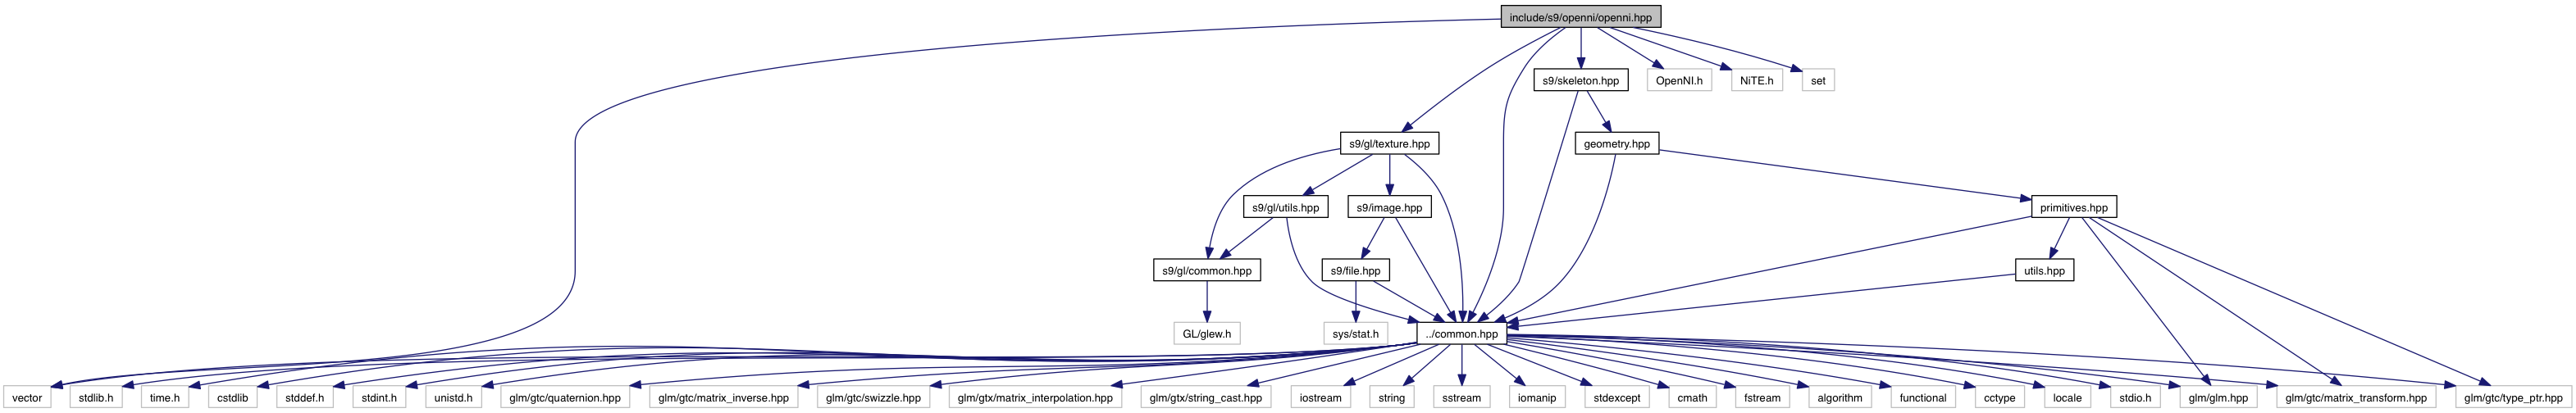 include/s9/openni/openni.hpp
s9/skeleton.hpp
OpenNI.h
NiTE.h
set
s9/gl/texture.hpp
geometry.hpp
s9/gl/utils.hpp
s9/image.hpp
primitives.hpp
s9/gl/common.hpp
s9/file.hpp
utils.hpp
GL/glew.h
sys/stat.h
../common.hpp
vector
stdlib.h
time.h
cstdlib
stddef.h
stdint.h
unistd.h
glm/gtc/quaternion.hpp
glm/gtc/matrix_inverse.hpp
glm/gtc/swizzle.hpp
glm/gtx/matrix_interpolation.hpp
glm/gtx/string_cast.hpp
iostream
string
sstream
iomanip
stdexcept
cmath
fstream
algorithm
functional
cctype
locale
stdio.h
glm/glm.hpp
glm/gtc/matrix_transform.hpp
glm/gtc/type_ptr.hpp